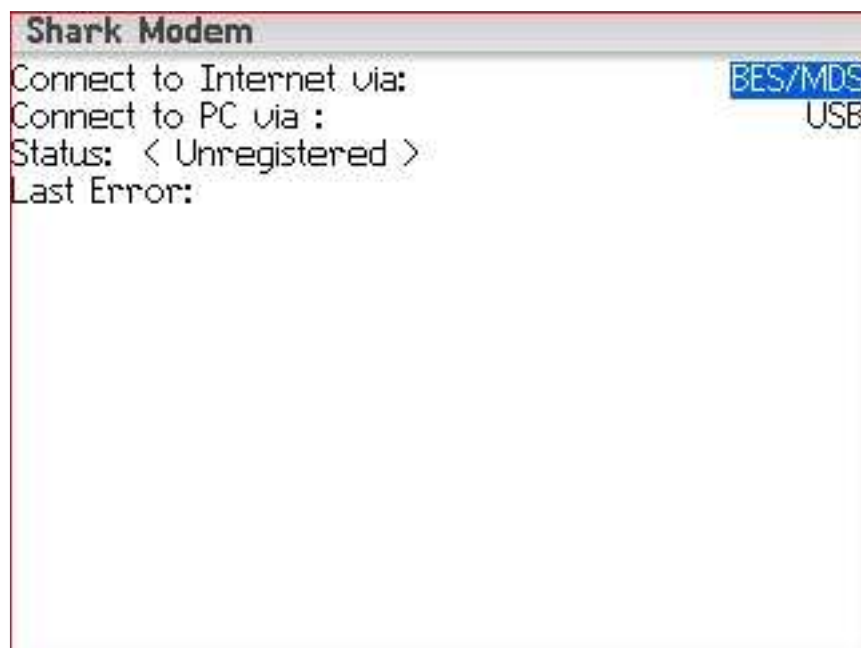 Shark Modem
Connect to Internet via: BES/MDS
Connect to PC via : USB
Status: < Unregistered >
Last Error: